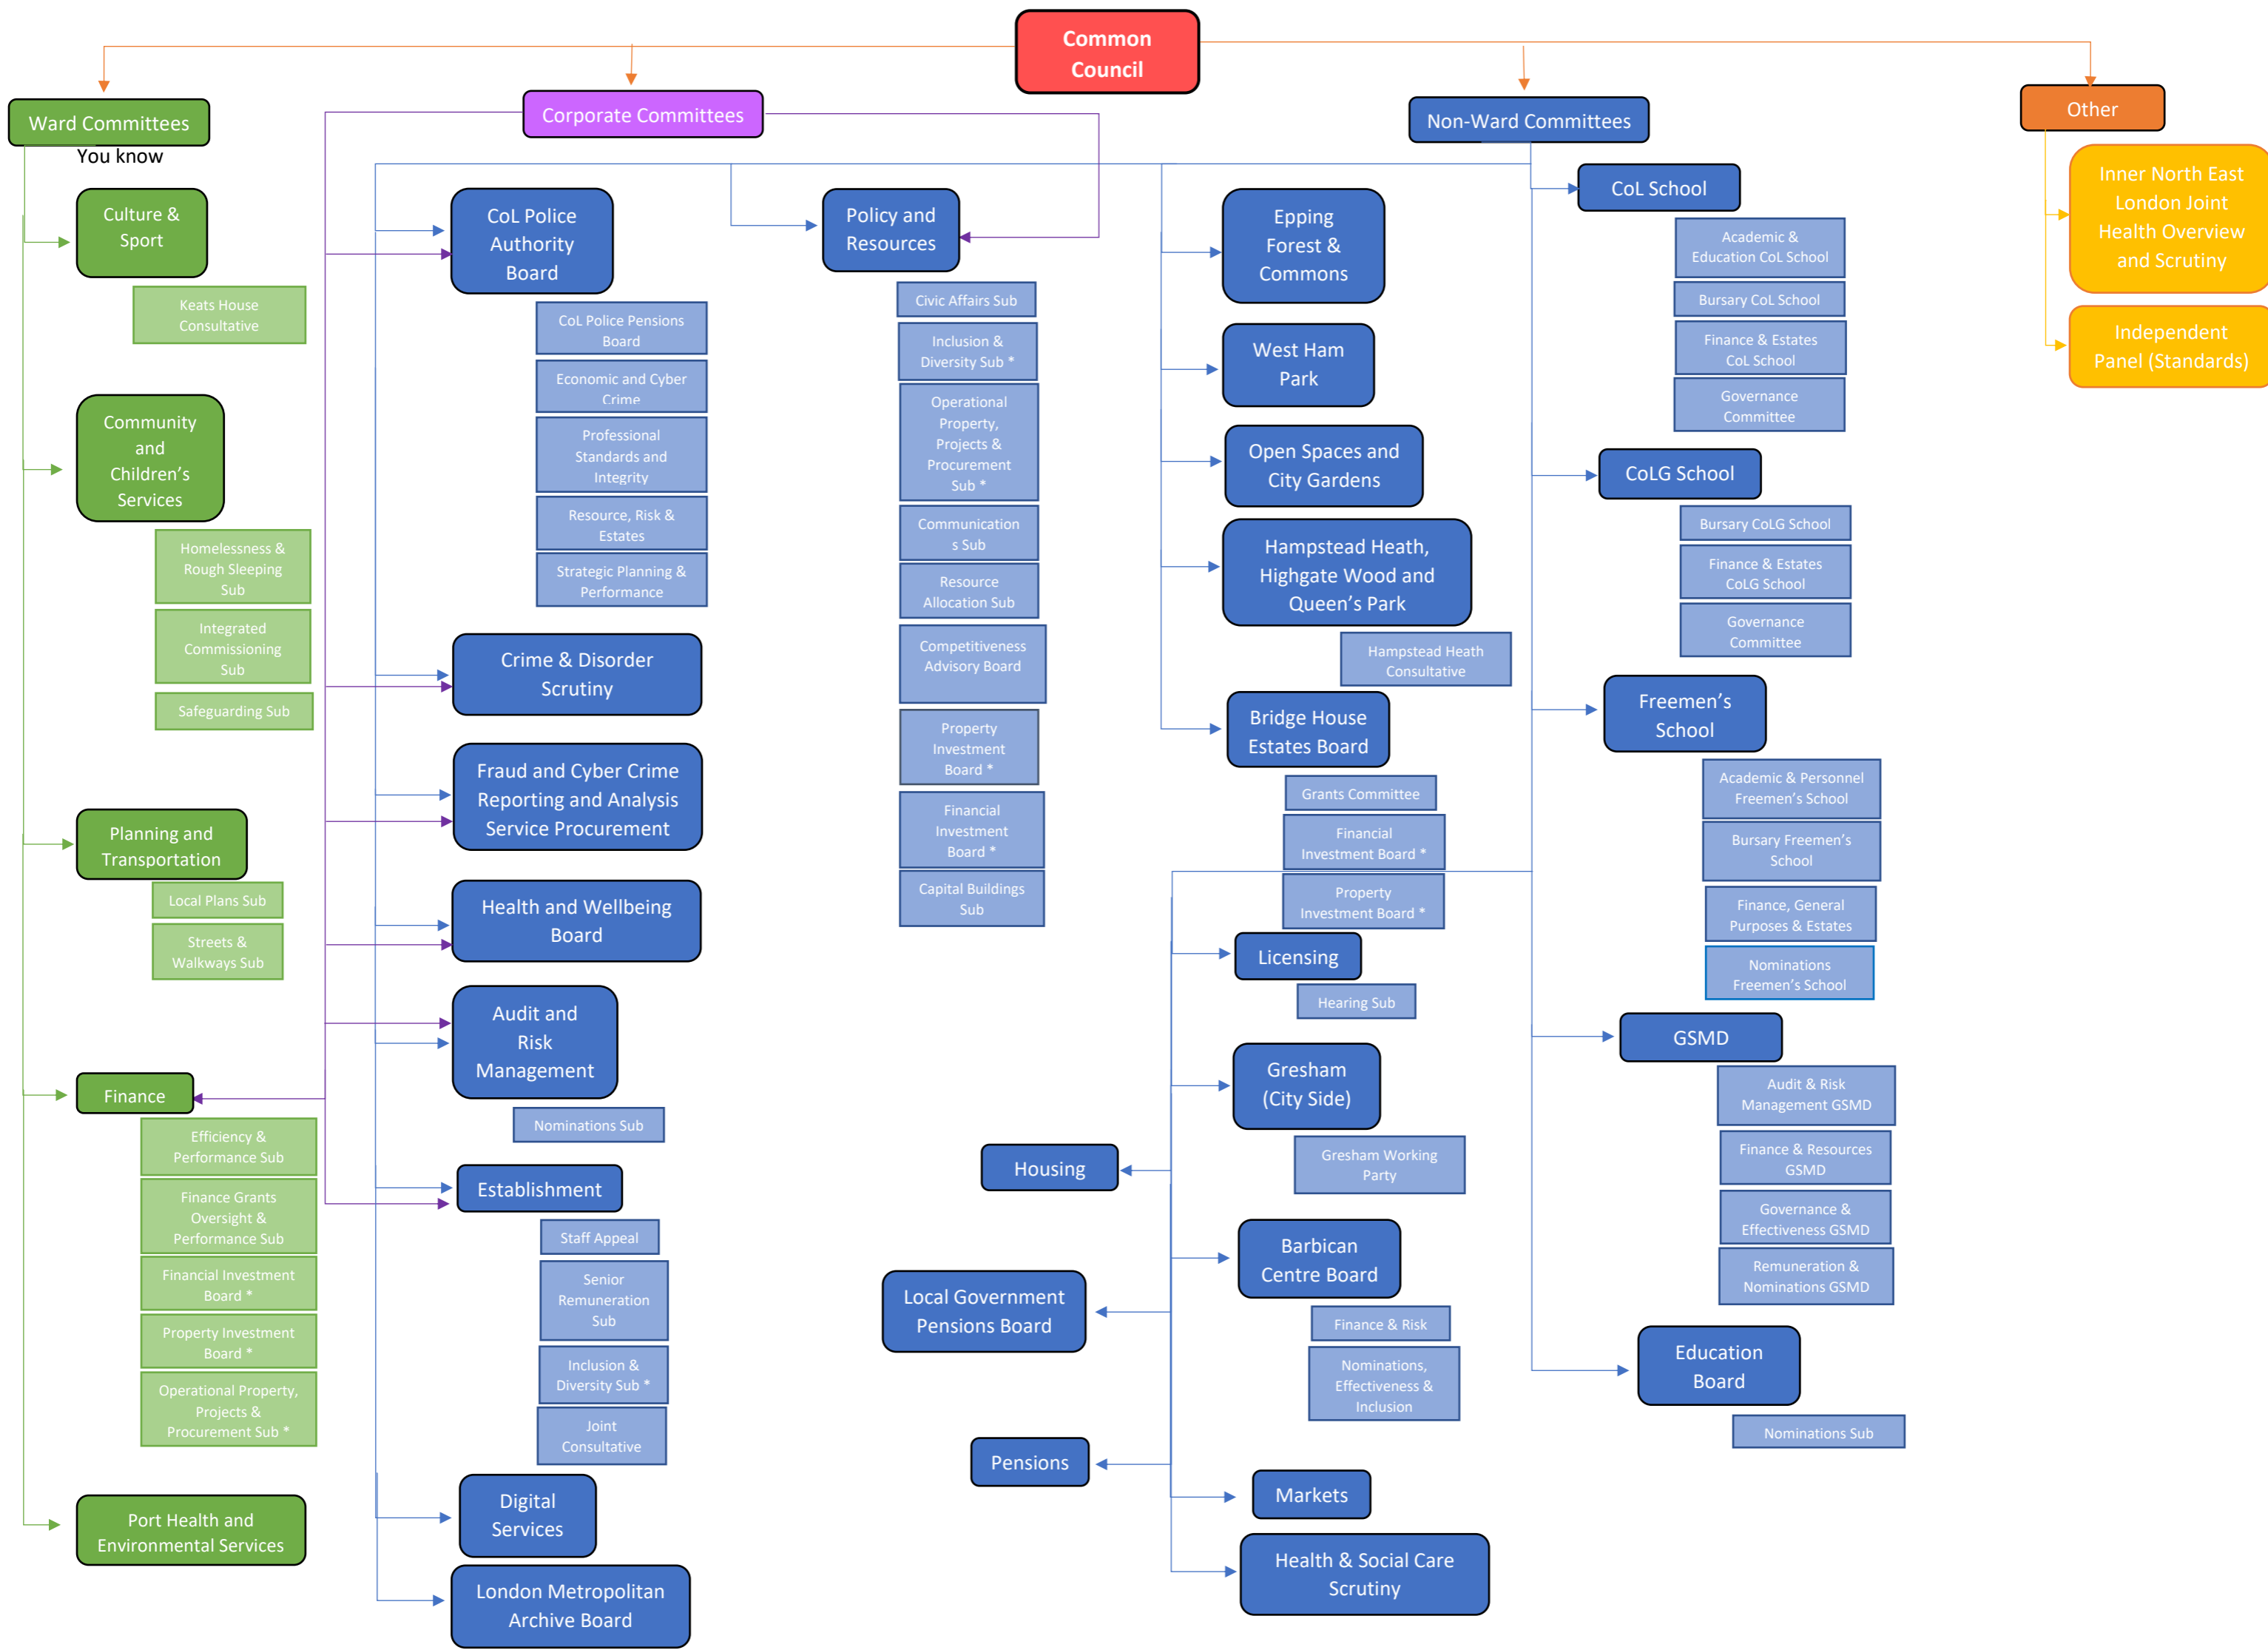 Common
Council
Ward Committees
You know
Corporate Committees
Non-Ward Committees
Other
Culture &
Sport
Keats House
Consultative
Community
and
Children's
Services
Homelessness &
Rough Sleeping
Sub
Integrated
Commissioning
Sub
Safeguarding Sub
Planning and
Transportation
Local Plans Sub
Streets &
Walkways Sub
Finance
Efficiency &
Performance Sub
Finance Grants
Oversight &
Performance Sub
Financial Investment
Board *
Property Investment
Board *
Operational Property,
Projects &
Procurement Sub *
Port Health and
Environmental Services
CoL Police
Authority
Board
CoL Police Pensions
Board
Economic and Cyber
Crime
Professional
Standards and
Integrity
Resource, Risk &
Estates
Strategic Planning &
Performance
Crime & Disorder
Scrutiny
Fraud and Cyber Crime
Reporting and Analysis
Service Procurement
Health and Wellbeing
Board
Audit and
Risk
Management
Nominations Sub
Establishment
Staff Appeal
Senior
Remuneration
Sub
Inclusion &
Diversity Sub *
Joint
Consultative
Digital
Services
London Metropolitan
Archive Board
Policy and
Resources
Civic Affairs Sub
Inclusion &
Diversity Sub *
Operational
Property,
Projects &
Procurement
Sub *
Communication
s Sub
Resource
Allocation Sub
Competitiveness
Advisory Board
Property
Investment
Board *
Financial
Investment
Board *
Capital Buildings
Sub
Housing
Local Government
Pensions Board
Pensions
Epping
Forest &
Commons
West Ham
Park
Open Spaces and
City Gardens
Hampstead Heath,
Highgate Wood and
Queen's Park
Hampstead Heath
Consultative
Bridge House
Estates Board
Grants Committee
Financial
Investment Board *
Property
Investment Board *
Licensing
Hearing Sub
Gresham
(City Side)
Gresham Working
Party
Barbican
Centre Board
Finance & Risk
Nominations,
Effectiveness &
Inclusion
Markets
Health & Social Care
Scrutiny
CoL School
Academic &
Education CoL School
Bursary CoL School
Finance & Estates
CoL School
Governance
Committee
CoLG School
Bursary CoLG School
Finance & Estates
CoLG School
Governance
Committee
Freemen's
School
Academic & Personnel
Freemen's School
Bursary Freemen's
School
Finance, General
Purposes & Estates
Nominations
Freemen's School
GSMD
Audit & Risk
Management GSMD
Finance & Resources
GSMD
Governance &
Effectiveness GSMD
Remuneration &
Nominations GSMD
Education
Board
Nominations Sub
Inner North East
London Joint
Health Overview
and Scrutiny
Independent
Panel (Standards)